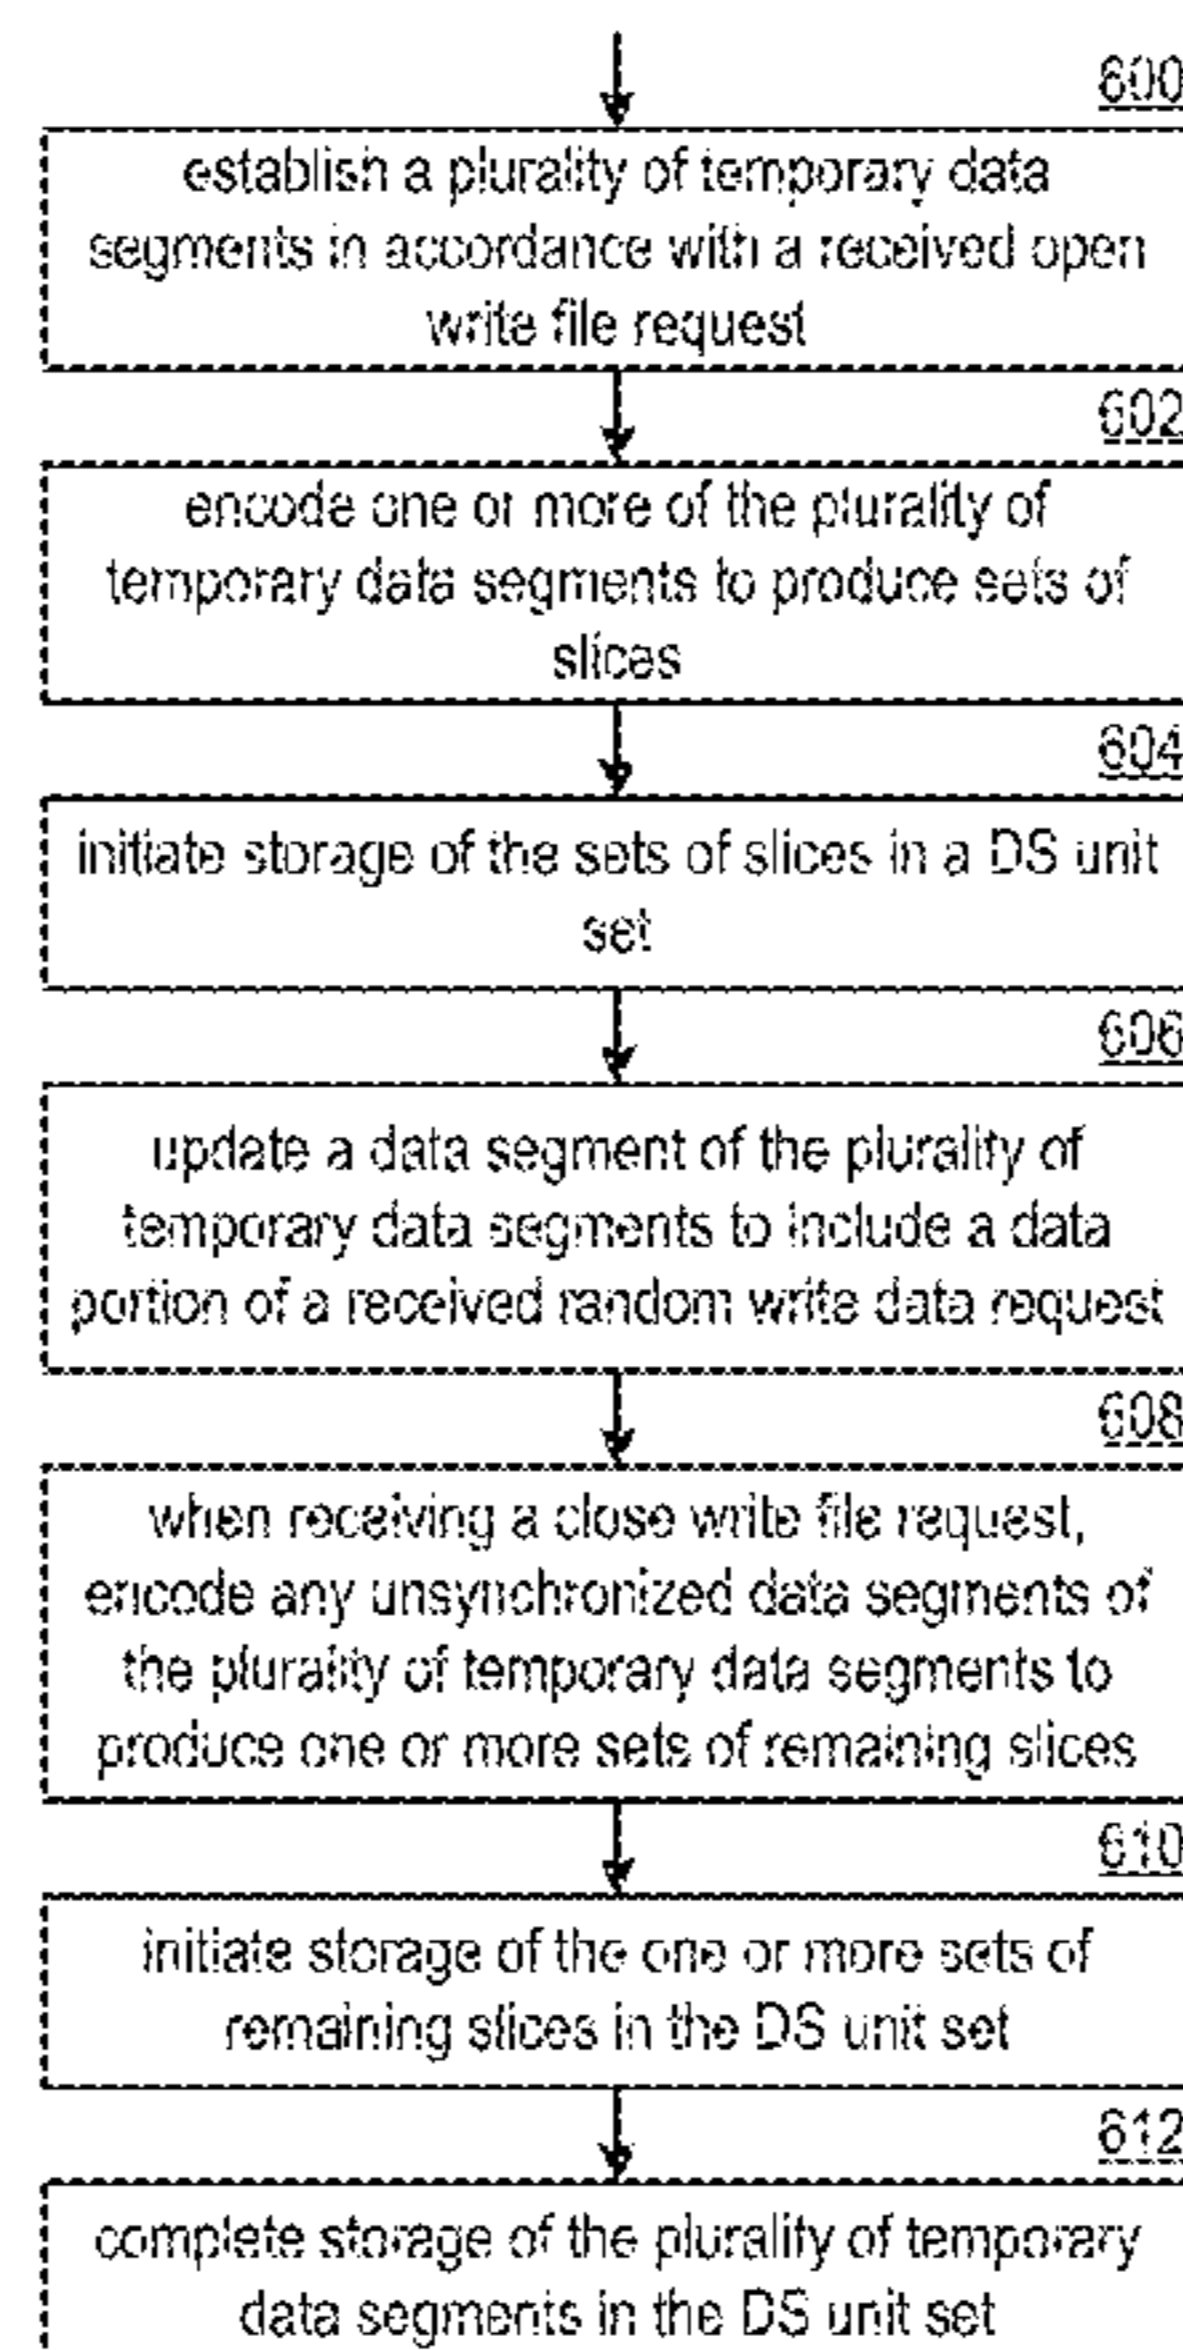 600
establish a plurality of temporary data
segments in accordance with a received open
write file request
602
encode one or more of the plurality of
temporary data segments to produce sets of
slices
604
initiate storage of the sets of slices in a DS unit
set
606
update a data segment of the plurality of
temporary data segments to include a data
portion of a received random write data request
608
when receiving a close write file request,
encode any unsynchronized data segments of
the plurality of temporary data segments to
produce one or more sets of remaining slices
610
initiate storage of the one or more sets of
remaining slices in the DS unit set
612
complete storage of the plurality of temporary
data segments in the DS unit set